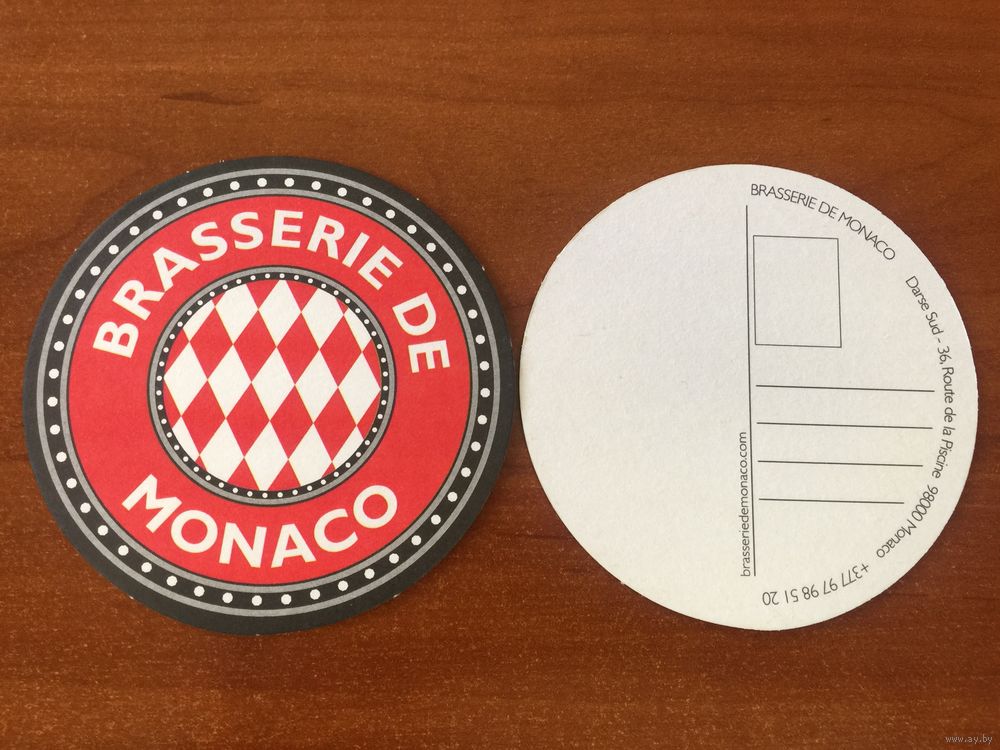 BRASSERIE DE
MONACO
BRASSERIE DE MONACO
Darse Sud - 36, Route de la Piscine 98000 Monaco
+377 97 98 51 20
brasseriedemonaco.com
www.ay.by